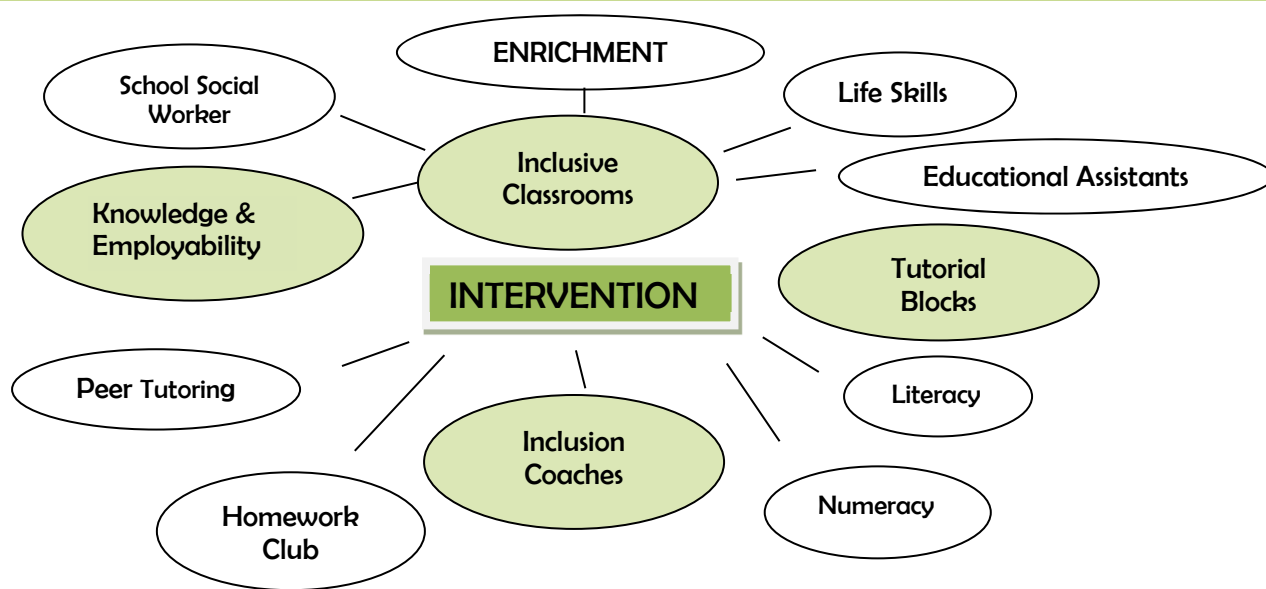 ENRICHMENT
School Social
Worker
Life Skills
Inclusive
Classrooms
Educational Assistants
Knowledge &
Employability
Tutorial
Blocks
INTERVENTION
Peer Tutoring
Literacy
Inclusion
Coaches
Numeracy
Homework
Club